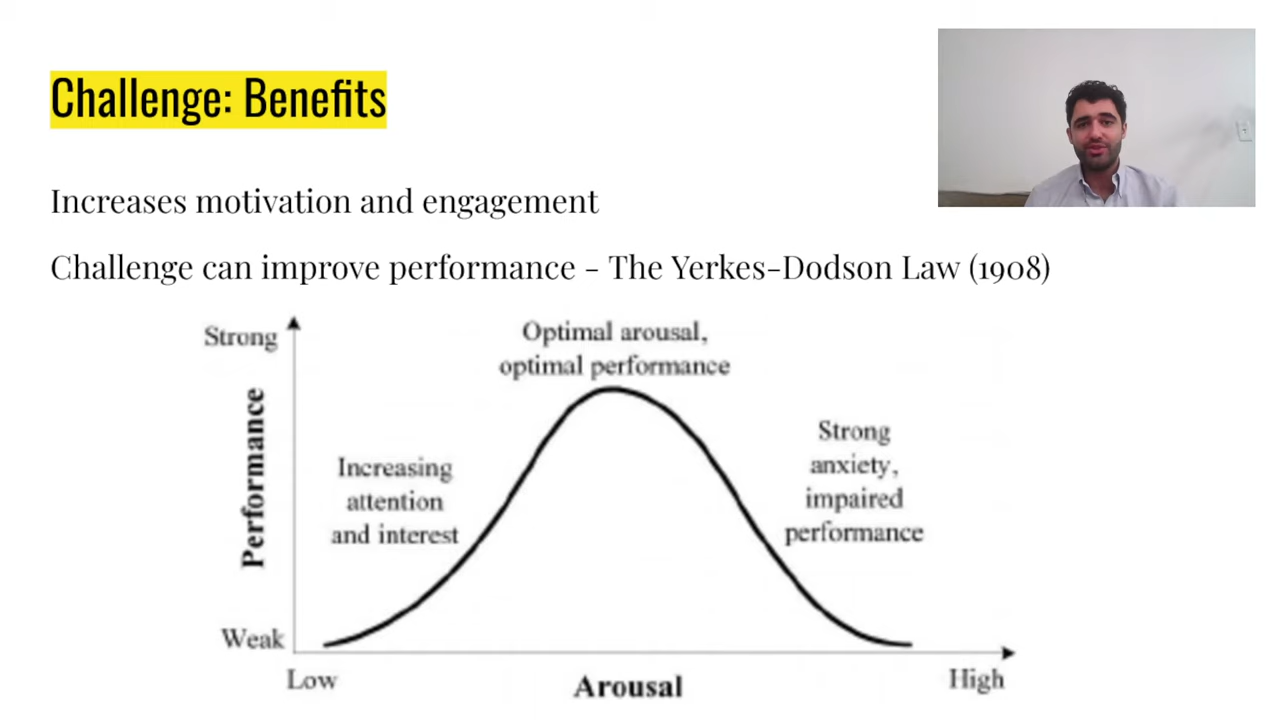 Challenge: Benefits
Increases motivation and engagement
Challenge can improve performance - The Yerkes-Dodson Law (1908)
Strong
Optimal arousal,
optimal performance
Performance
Increasing
attention
and interest
Strong
anxiety,
impaired
performance
Weak
Low
Arousal
High